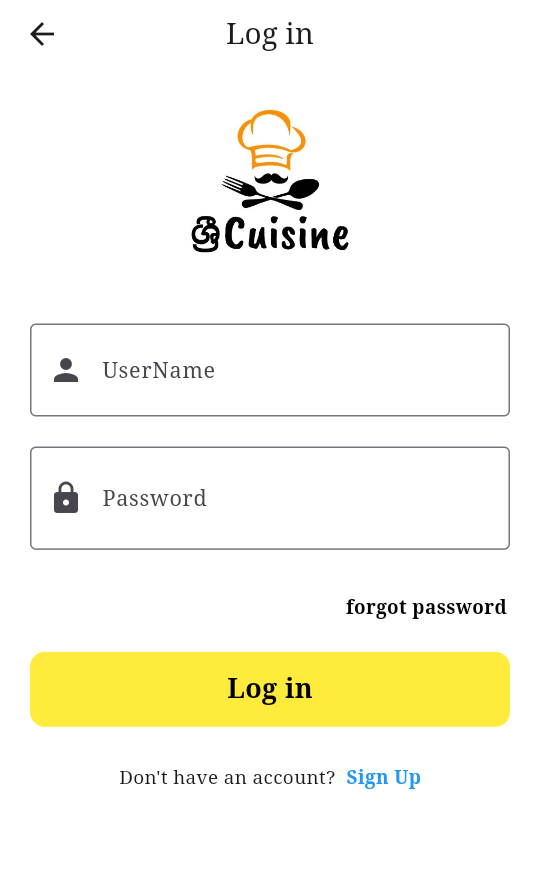 Log in
ஸ்ரீCuisine
UserName
Password
forgot password
Log in
Don't have an account? Sign Up